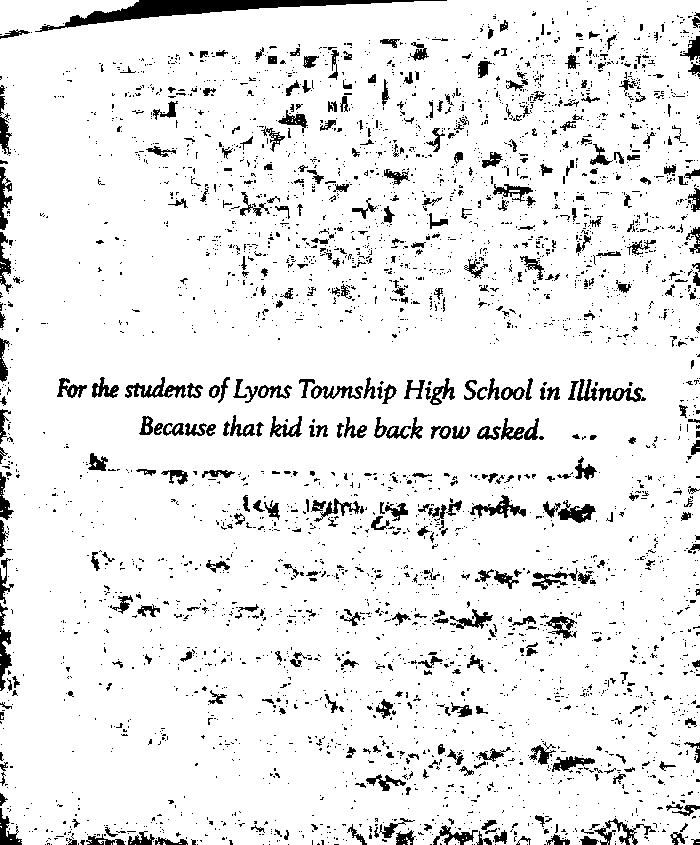 For the students of Lyons Township High School in Illinois.
Because that kid in the back row asked.